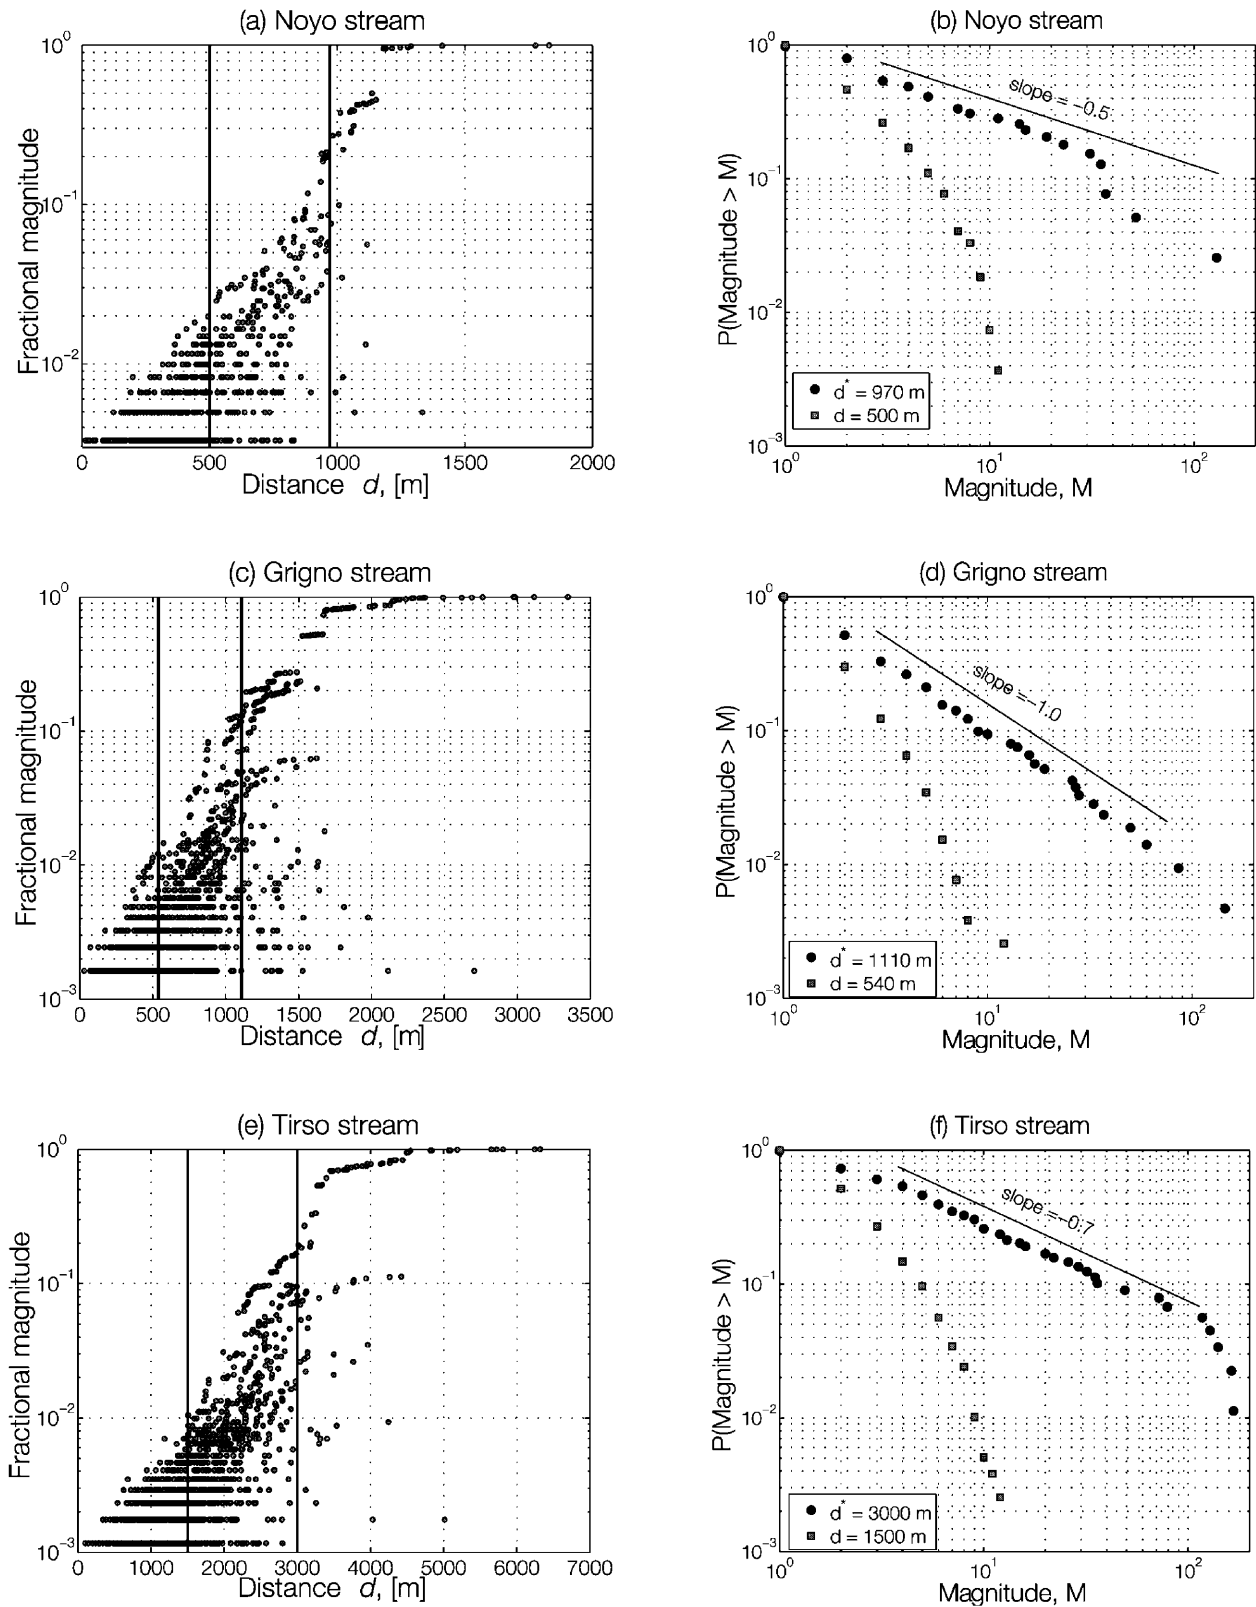 (a) Noyo stream
10^0
10^-1
10^-2
Fractional magnitude
0 500 1000 1500 2000
Distance d, [m]
(b) Noyo stream
10^0
10^-1
10^-2
10^-3
P(Magnitude > M)
slope = -0.5
d* = 970 m
d = 500 m
10^0 10^1 10^2
Magnitude, M
(c) Grigno stream
10^0
10^-1
10^-2
10^-3
Fractional magnitude
0 500 1000 1500 2000 2500 3000 3500
Distance d, [m]
(d) Grigno stream
10^0
10^-1
10^-2
10^-3
P(Magnitude > M)
slope = -1.0
d* = 1110 m
d = 540 m
10^0 10^1 10^2
Magnitude, M
(e) Tirso stream
10^0
10^-1
10^-2
10^-3
Fractional magnitude
0 1000 2000 3000 4000 5000 6000 7000
Distance d, [m]
(f) Tirso stream
10^0
10^-1
10^-2
10^-3
P(Magnitude > M)
slope = -0.7
d* = 3000 m
d = 1500 m
10^0 10^1 10^2
Magnitude, M